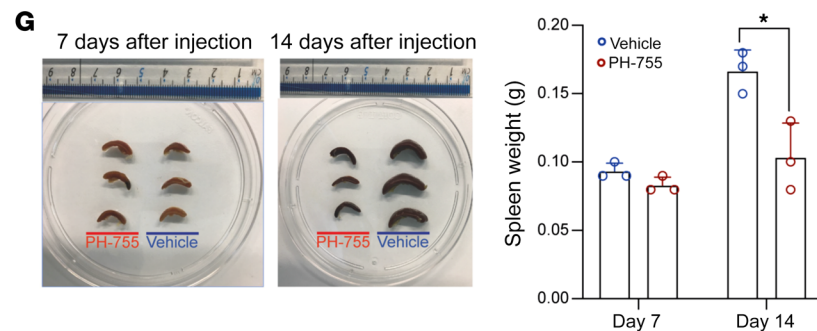 G
7 days after injection
14 days after injection
PH-755
Vehicle
PH-755
Vehicle
Vehicle
PH-755
*
Spleen weight (g)
0.20
0.15
0.10
0.05
0.00
Day 7
Day 14